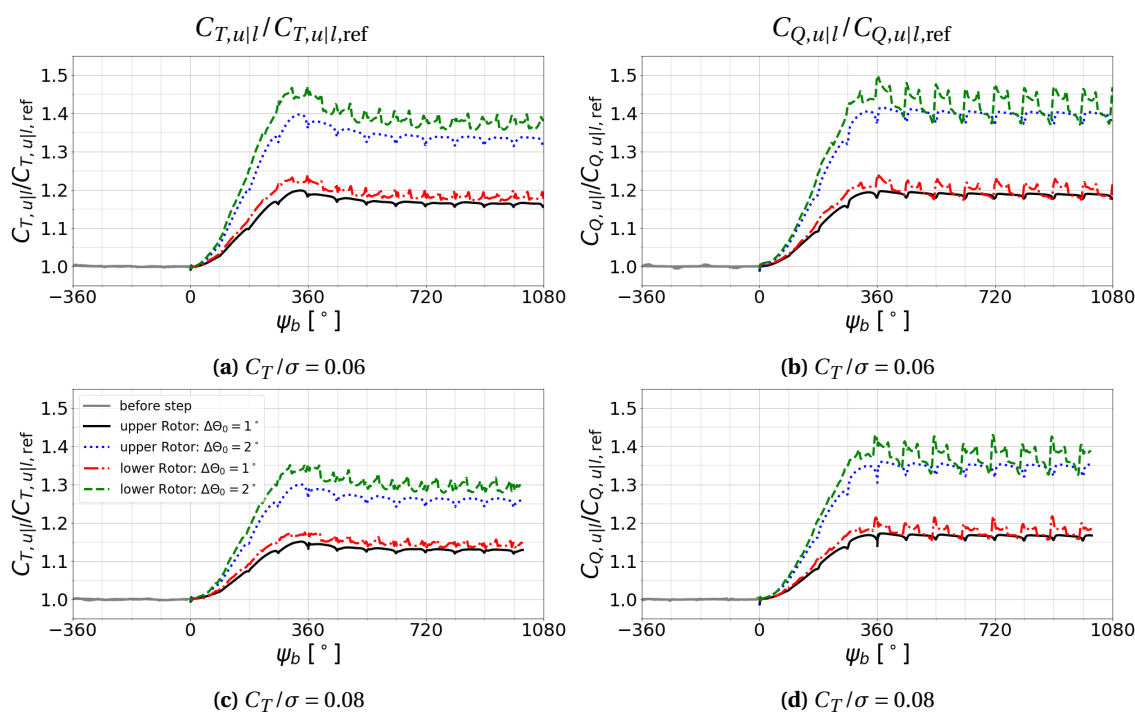 C_{T,u|l}/C_{T,u|l,ref}
C_{Q,u|l}/C_{Q,u|l,ref}
C_{T, u|l}/C_{T, u|l, ref}
1.5
1.4
1.3
1.2
1.1
1.0
−360 0 360 720 1080
ψ_b [°]
(a) C_T/σ = 0.06
C_{Q, u|l}/C_{Q, u|l, ref}
1.5
1.4
1.3
1.2
1.1
1.0
−360 0 360 720 1080
ψ_b [°]
(b) C_T/σ = 0.06
C_{T, u|l}/C_{T, u|l, ref}
1.5
1.4
1.3
1.2
1.1
1.0
before step
upper Rotor: ΔΘ_0 = 1°
upper Rotor: ΔΘ_0 = 2°
lower Rotor: ΔΘ_0 = 1°
lower Rotor: ΔΘ_0 = 2°
−360 0 360 720 1080
ψ_b [°]
(c) C_T/σ = 0.08
C_{Q, u|l}/C_{Q, u|l, ref}
1.5
1.4
1.3
1.2
1.1
1.0
−360 0 360 720 1080
ψ_b [°]
(d) C_T/σ = 0.08